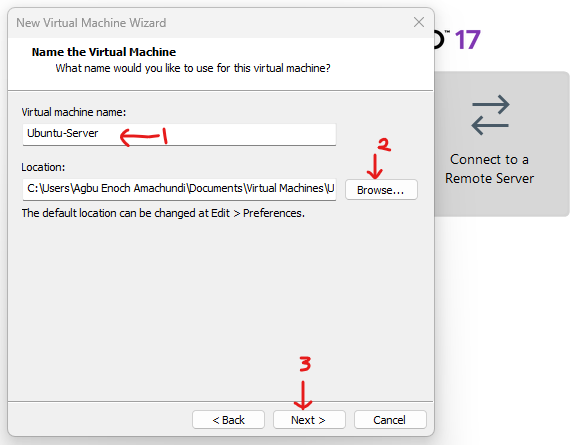 New Virtual Machine Wizard
Name the Virtual Machine
What name would you like to use for this virtual machine?
Virtual machine name:
Ubuntu-Server
1
Location:
2
C:\Users\Agbu Enoch Amachundi\Documents\Virtual Machines\U
Browse...
The default location can be changed at Edit > Preferences.
3
< Back
Next >
Cancel
™ 17
Connect to a
Remote Server